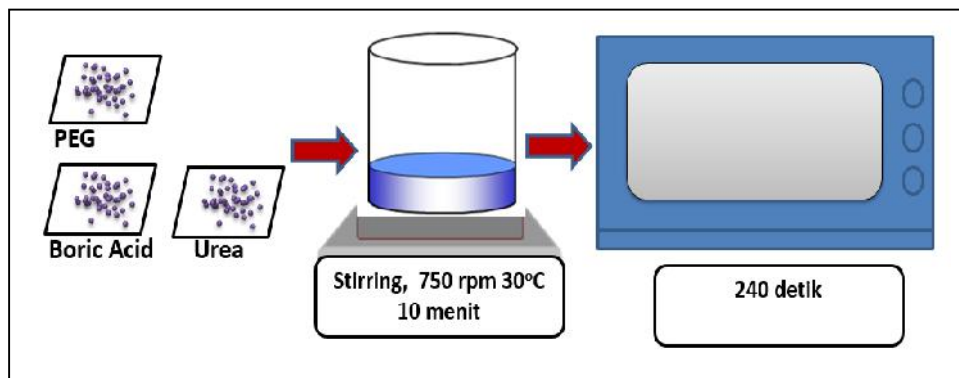 PEG
Boric Acid
Urea
Stirring, 750 rpm 30°C
10 menit
240 detik